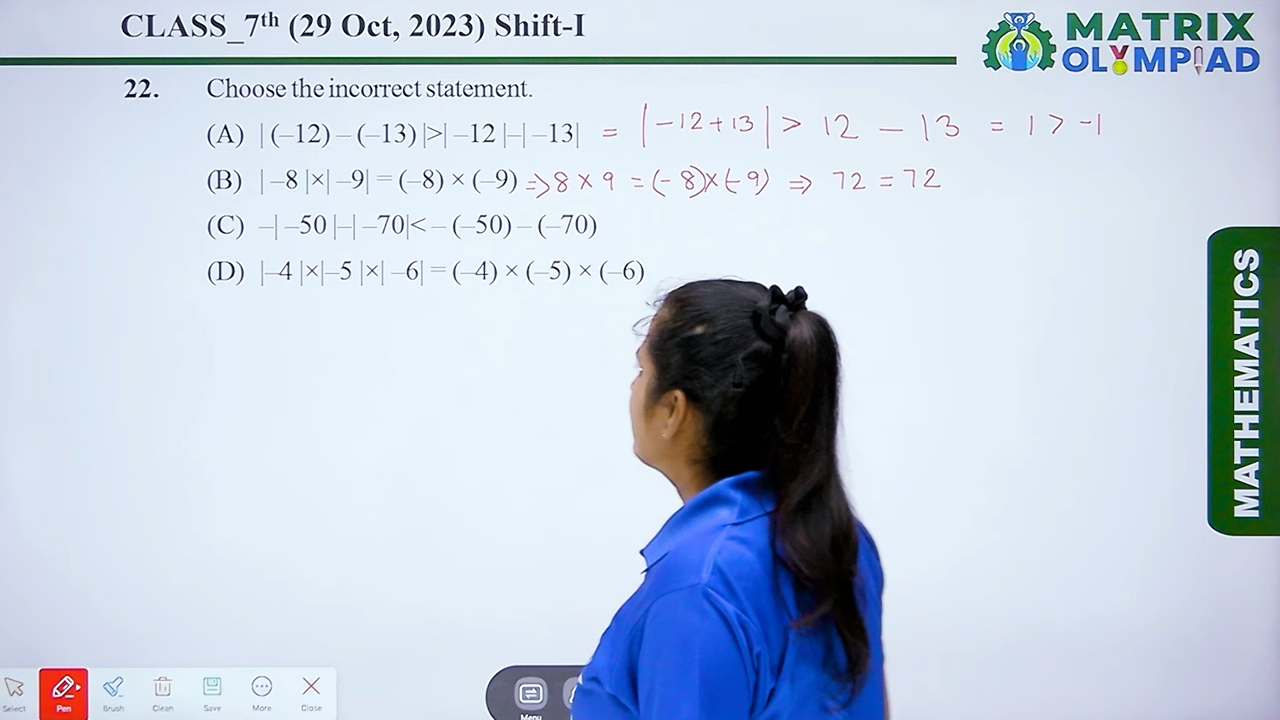 CLASS_7th (29 Oct, 2023) Shift-I
MATRIX
OLYMPIAD
22. Choose the incorrect statement.
(A) |(–12) – (–13)|>| –12 |–| –13| = |-12+13| > 12 - 13 = 1 > -1
(B) | –8 |×| –9| = (–8) × (–9) => 8 × 9 = (-8)×(-9) => 72 = 72
(C) –| –50 |–| –70|< – (–50) – (–70)
(D) |–4 |×|–5 |×| –6| = (–4) × (–5) × (–6)
MATHEMATICS
Select Pen Brush Clean Save More Close
Menu